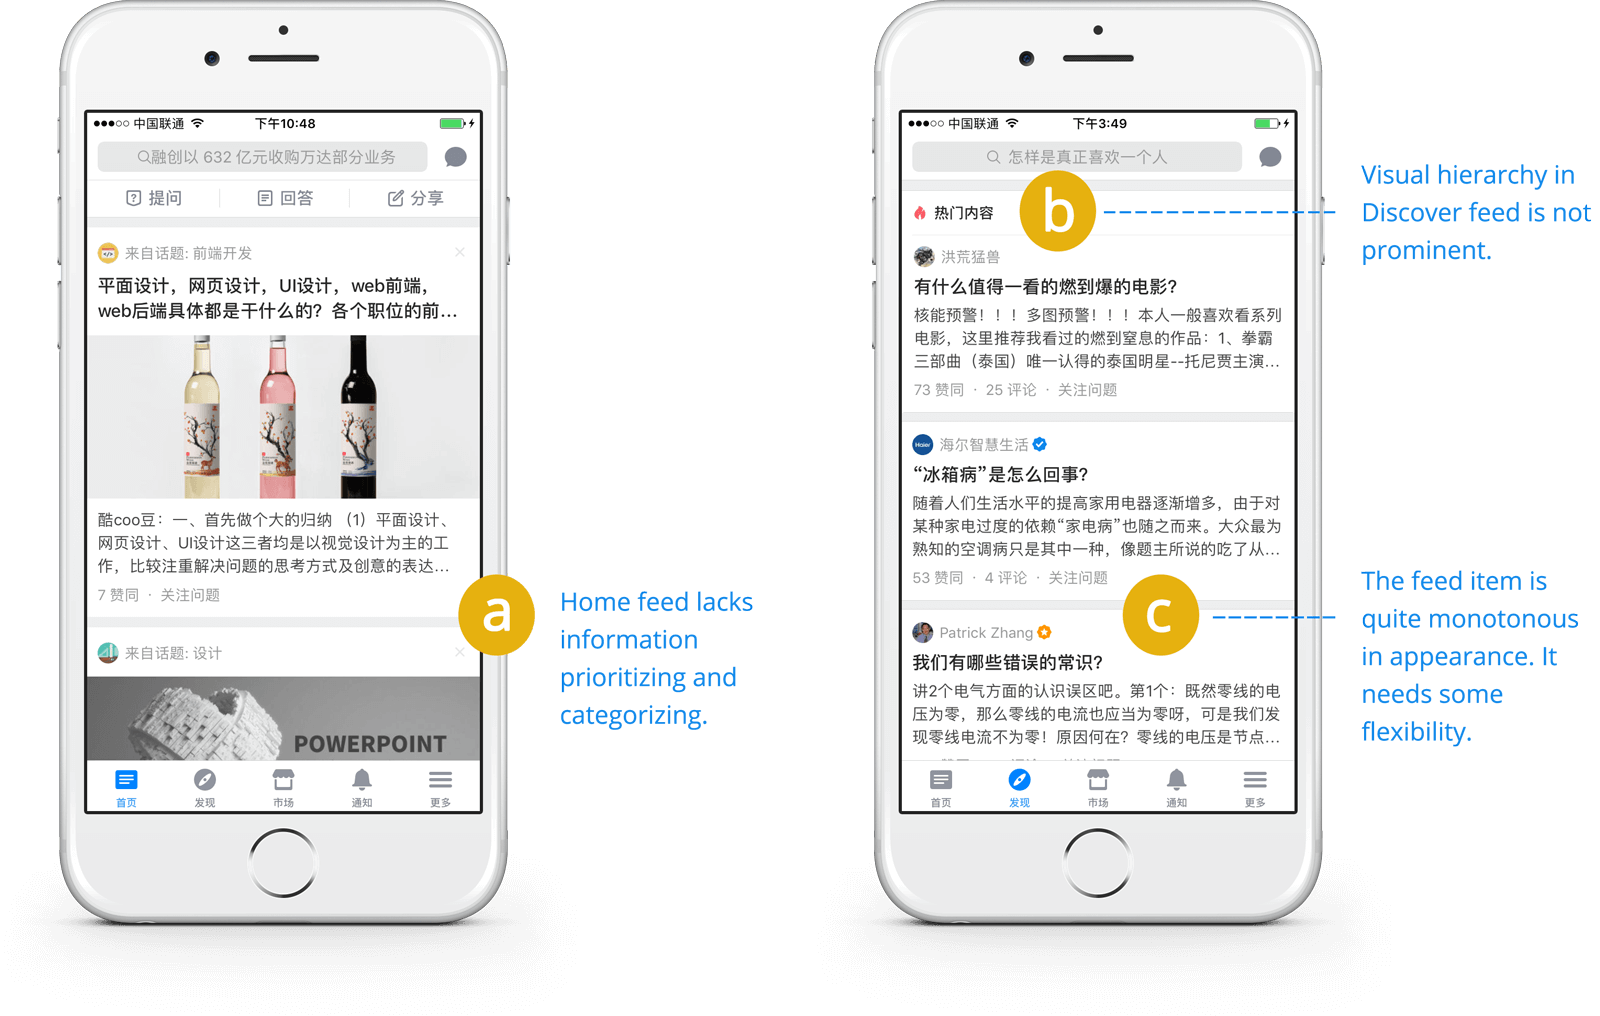 中国联通
下午10:48
融创以 632 亿元收购万达部分业务
提问
回答
分享
来自话题: 前端开发
平面设计，网页设计，UI设计，web前端，
web后端具体都是干什么的？各个职位的前...
酷coo豆：一、首先做个大的归纳 （1）平面设计、
网页设计、UI设计这三者均是以视觉设计为主的工
作，比较注重解决问题的思考方式及创意的表达...
7 赞同 · 关注问题
来自话题: 设计
POWERPOINT
首页
发现
市场
通知
更多
a
Home feed lacks
information
prioritizing and
categorizing.
中国联通
下午3:49
怎样是真正喜欢一个人
热门内容
b
Visual hierarchy in
Discover feed is not
prominent.
洪荒猛兽
有什么值得一看的燃到爆的电影？
核能预警！！！多图预警！！！本人一般喜欢看系列
电影，这里推荐我看过的燃到窒息的作品：1、拳霸
三部曲（泰国）唯一认得的泰国明星--托尼贾主演...
73 赞同 · 25 评论 · 关注问题
Haier
海尔智慧生活
“冰箱病”是怎么回事？
随着人们生活水平的提高家用电器逐渐增多，由于对
某种家电过度的依赖“家电病”也随之而来。大众最为
熟知的空调病只是其中一种，像题主所说的吃了从...
53 赞同 · 4 评论 · 关注问题
c
The feed item is
quite monotonous
in appearance. It
needs some
flexibility.
Patrick Zhang
我们有哪些错误的常识？
讲2个电气方面的认识误区吧。第1个：既然零线的电
压为零，那么零线的电流也应当为零呀，可是我们发
现零线电流不为零！原因何在？零线的电压是节点...
首页
发现
市场
通知
更多